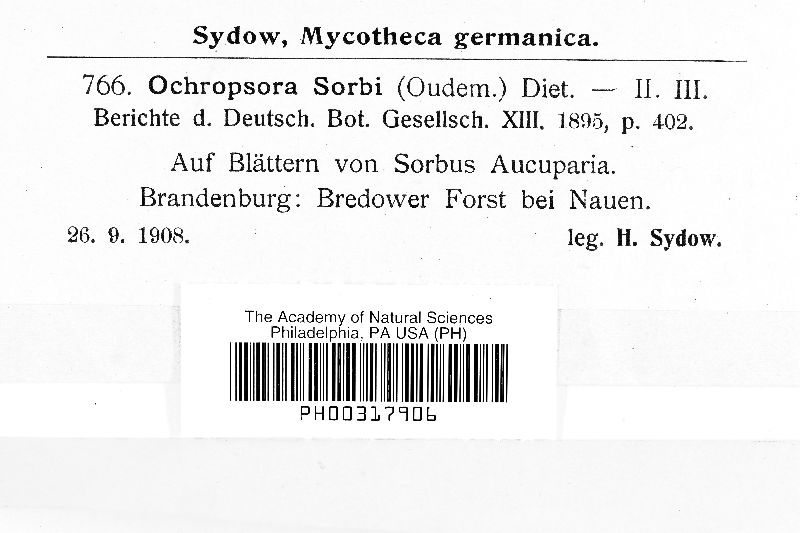 Sydow, Mycotheca germanica.
766. Ochropsora Sorbi (Oudem.) Diet. — II. III.
Berichte d. Deutsch. Bot. Gesellsch. XIII. 1895, p. 402.
Auf Blättern von Sorbus Aucuparia.
Brandenburg: Bredower Forst bei Nauen.
26. 9. 1908. leg. H. Sydow.
The Academy of Natural Sciences
Philadelphia, PA USA (PH)
PH00317906